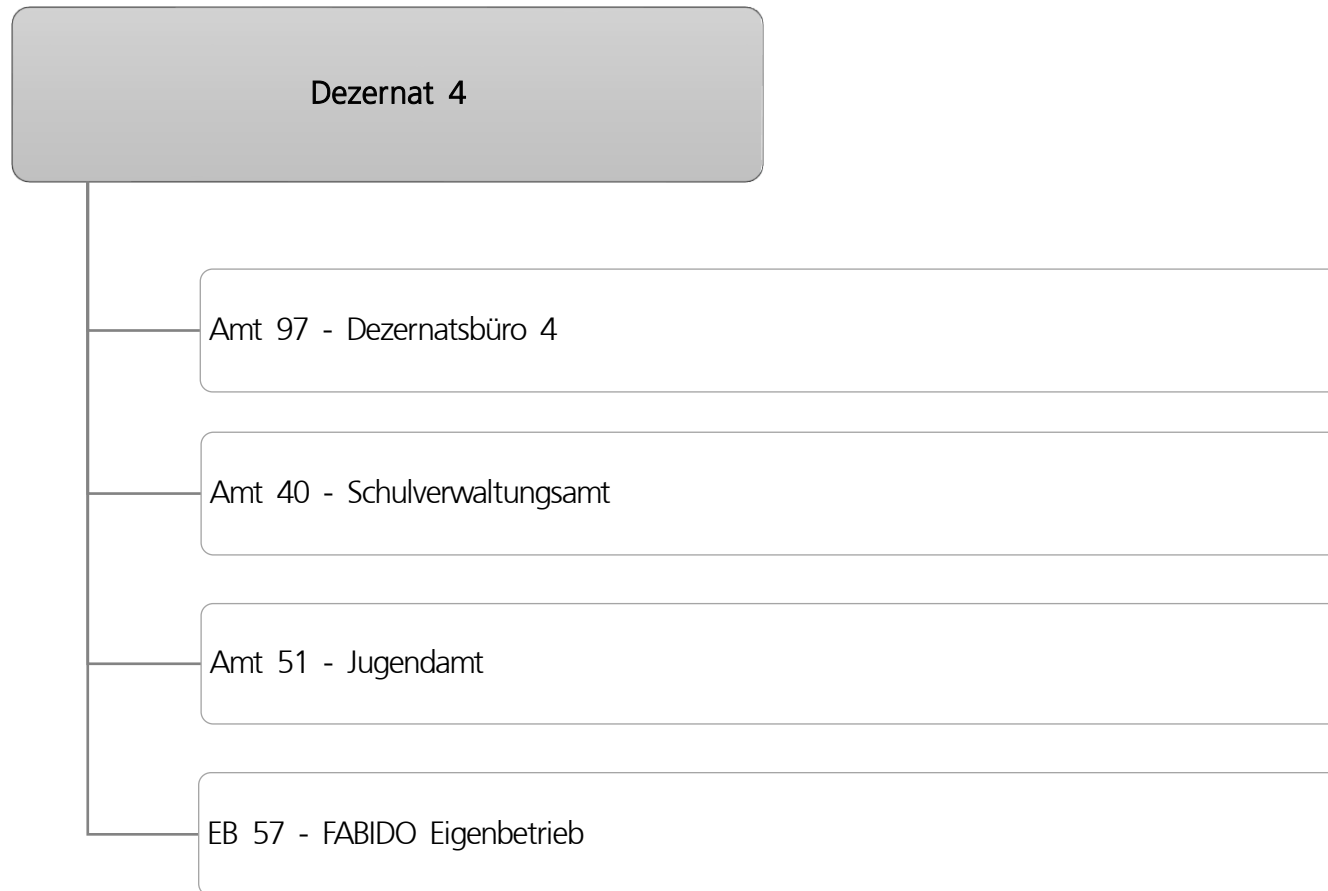 Dezernat 4
Amt 97 - Dezernatsbüro 4
Amt 40 - Schulverwaltungsamt
Amt 51 - Jugendamt
EB 57 - FABIDO Eigenbetrieb